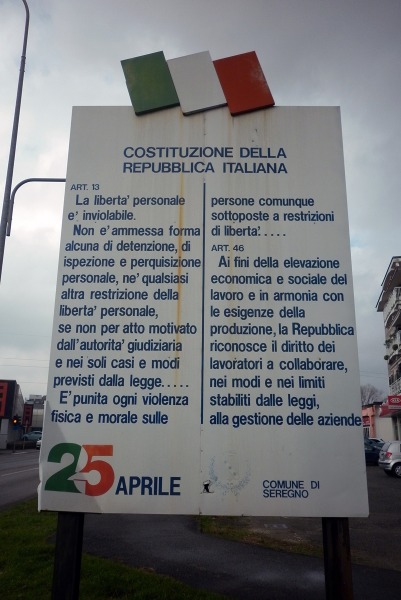 COSTITUZIONE DELLA
REPUBBLICA ITALIANA
ART. 13
La liberta' personale
e' inviolabile.
Non e' ammessa forma
alcuna di detenzione, di
ispezione e perquisizione
personale, ne' qualsiasi
altra restrizione della
liberta' personale,
se non per atto motivato
dall'autorita' giudiziaria
e nei soli casi e modi
previsti dalla legge.....
E' punita ogni violenza
fisica e morale sulle
persone comunque
sottoposte a restrizioni
di liberta'.....
ART. 46
Ai fini della elevazione
economica e sociale del
lavoro e in armonia con
le esigenze della
produzione, la Repubblica
riconosce il diritto dei
lavoratori a collaborare,
nei modi e nei limiti
stabiliti dalle leggi,
alla gestione delle aziende
25 APRILE
COMUNE DI
SEREGNO